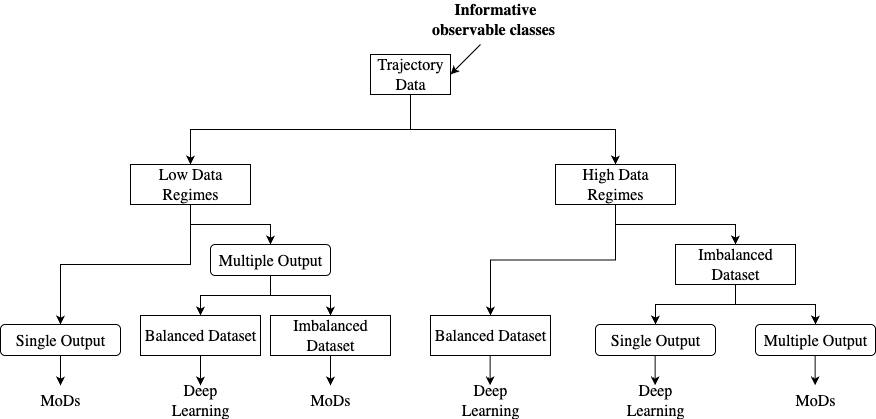 Informative
observable classes
Trajectory
Data
Low Data
Regimes
High Data
Regimes
Multiple Output
Imbalanced
Dataset
Single Output
Balanced Dataset
Imbalanced
Dataset
Balanced Dataset
Single Output
Multiple Output
MoDs
Deep
Learning
MoDs
Deep
Learning
Deep
Learning
MoDs